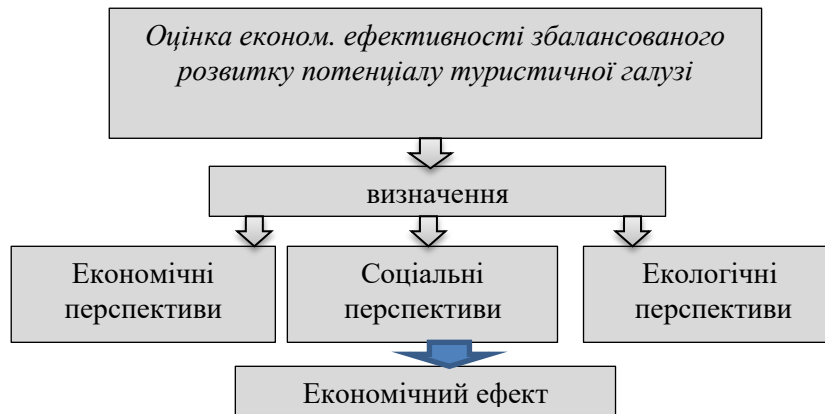 Оцінка економ. ефективності збалансованого
розвитку потенціалу туристичної галузі
визначення
Економічні
перспективи
Соціальні
перспективи
Екологічні
перспективи
Економічний ефект